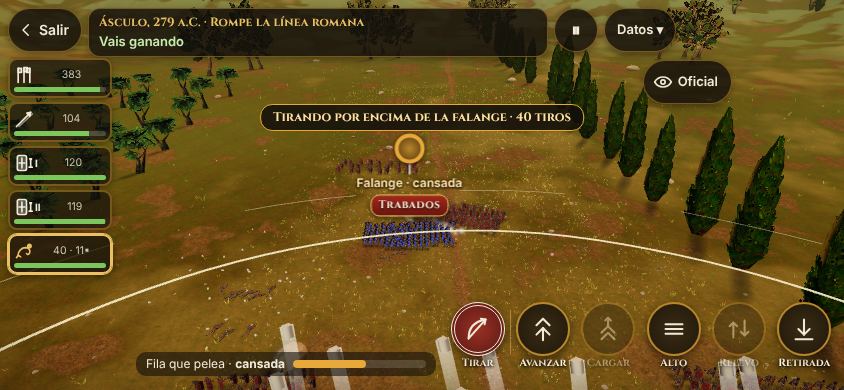 Salir
ÁSCULO, 279 A.C. · ROMPE LA LÍNEA ROMANA
Vais ganando
Datos ▾
Oficial
383
104
I I 120
I II 119
40 · 11*
TIRANDO POR ENCIMA DE LA FALANGE · 40 TIROS
Falange · cansada
TRABADOS
Fila que pelea · cansada
TIRAR
AVANZAR
CARGAR
ALTO
RELEVO
RETIRADA